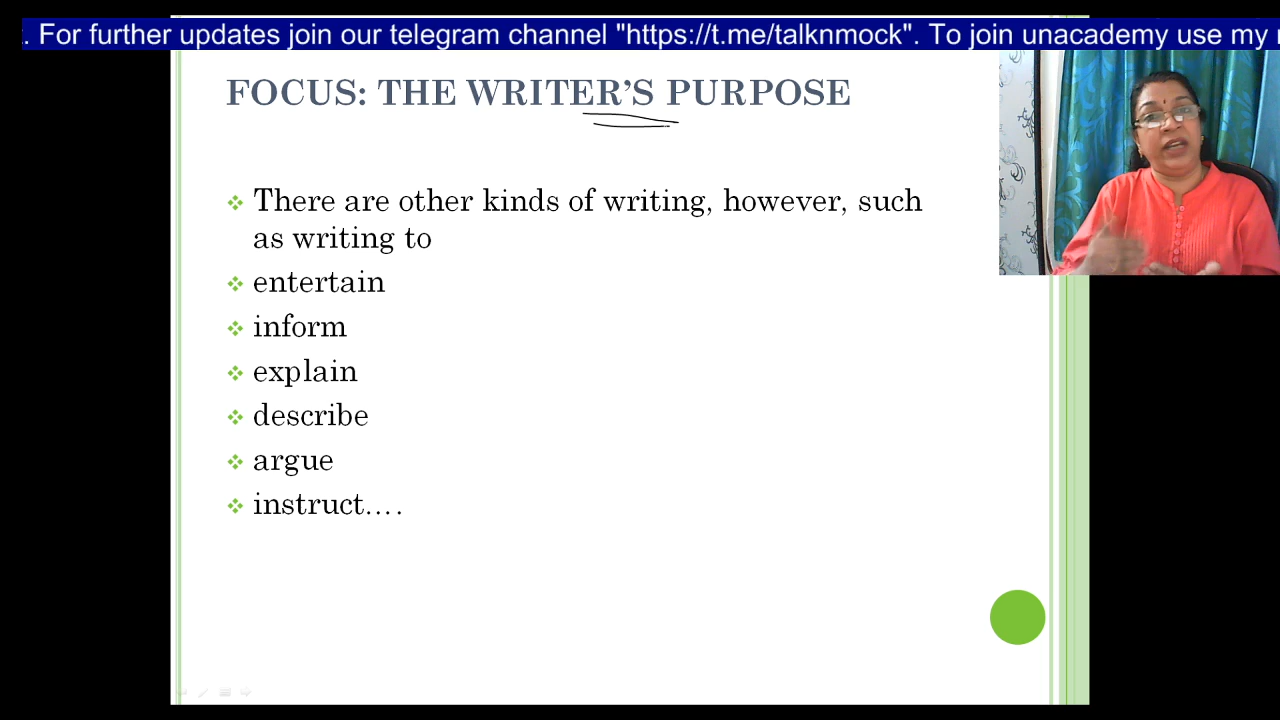 . For further updates join our telegram channel "https://t.me/talknmock". To join unacademy use my
FOCUS: THE WRITER'S PURPOSE
There are other kinds of writing, however, such
as writing to
entertain
inform
explain
describe
argue
instruct....